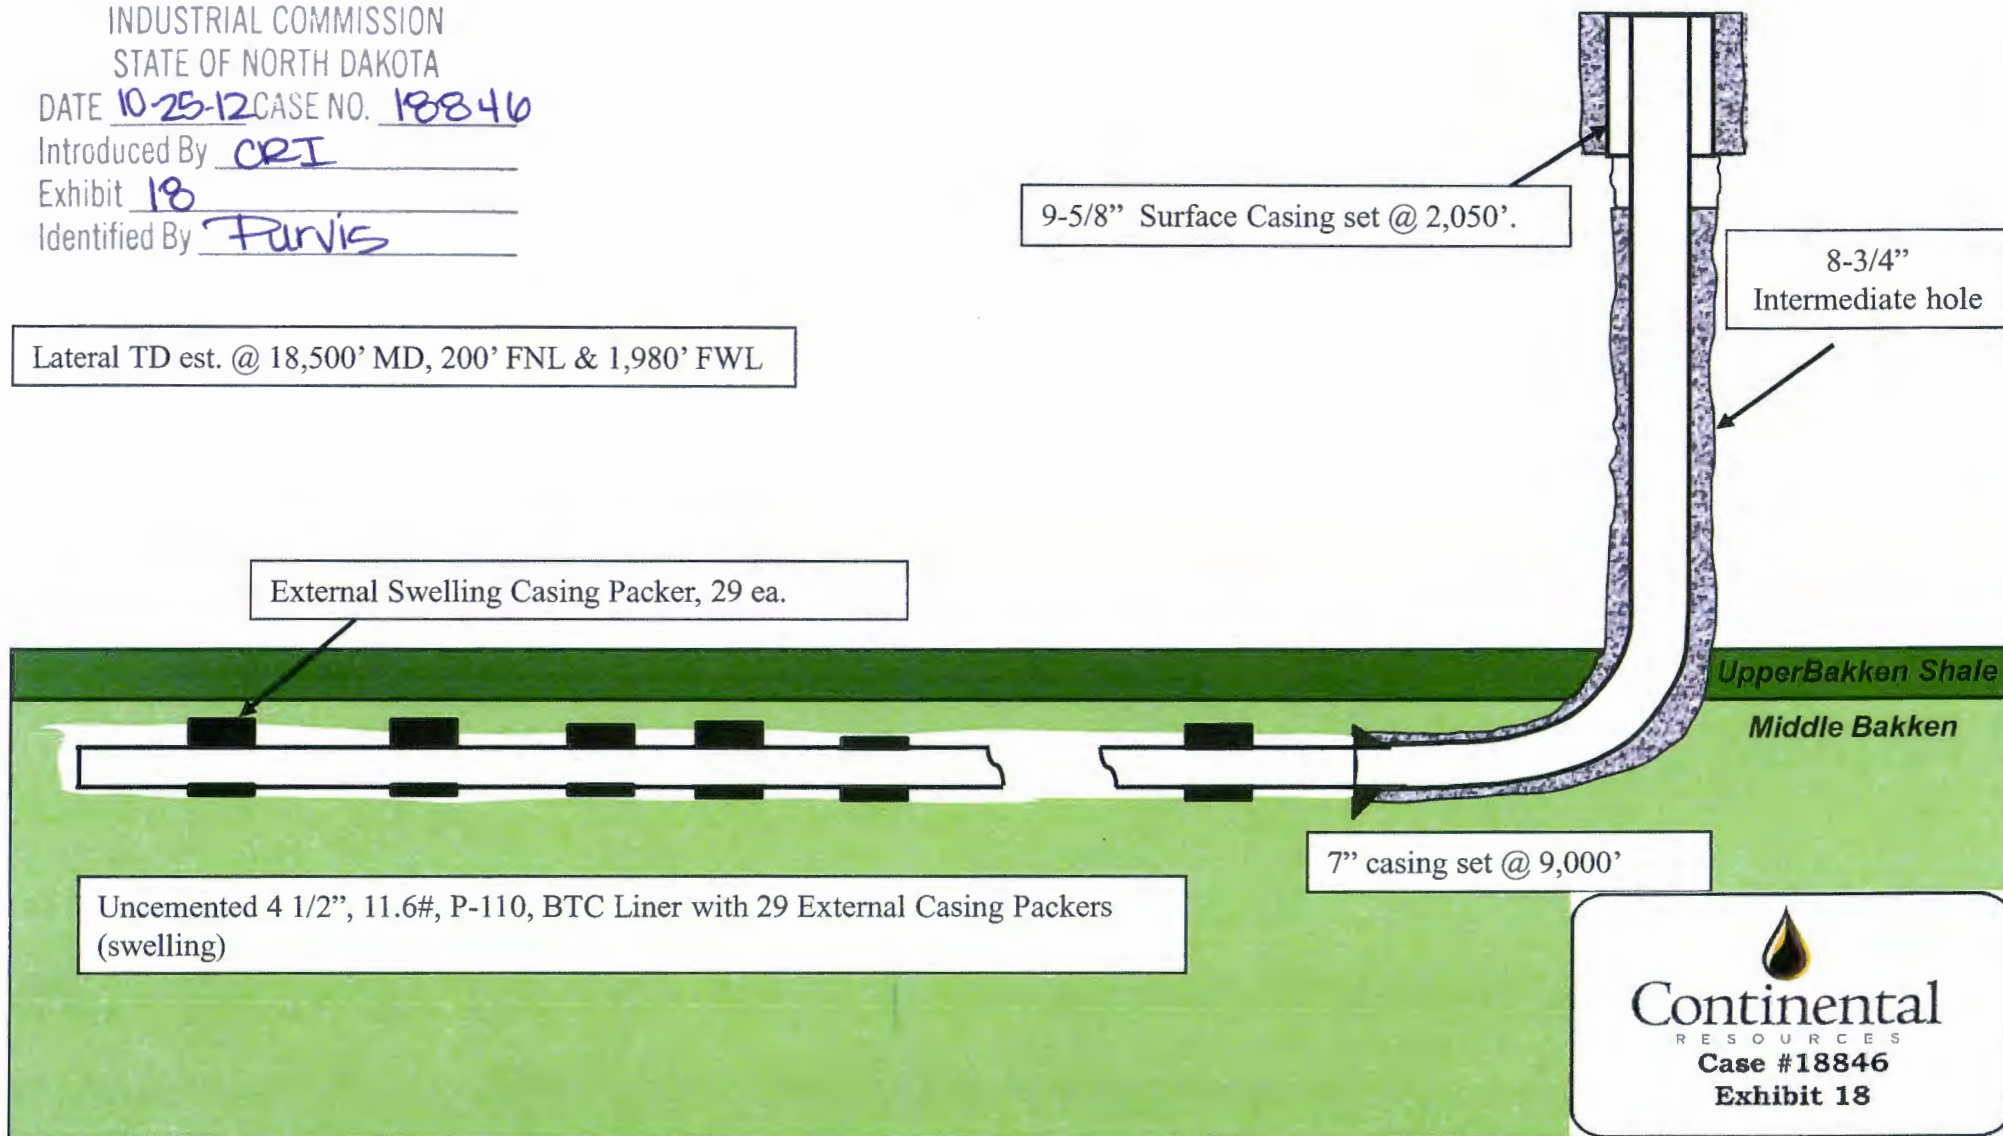 INDUSTRIAL COMMISSION
STATE OF NORTH DAKOTA
DATE 10-25-12 CASE NO. 18846
Introduced By CRI
Exhibit 18
Identified By Purvis
9-5/8” Surface Casing set @ 2,050’.
8-3/4”
Intermediate hole
Lateral TD est. @ 18,500’ MD, 200’ FNL & 1,980’ FWL
External Swelling Casing Packer, 29 ea.
UpperBakken Shale
Middle Bakken
7” casing set @ 9,000’
Uncemented 4 1/2”, 11.6#, P-110, BTC Liner with 29 External Casing Packers
(swelling)
Continental
RESOURCES
Case #18846
Exhibit 18